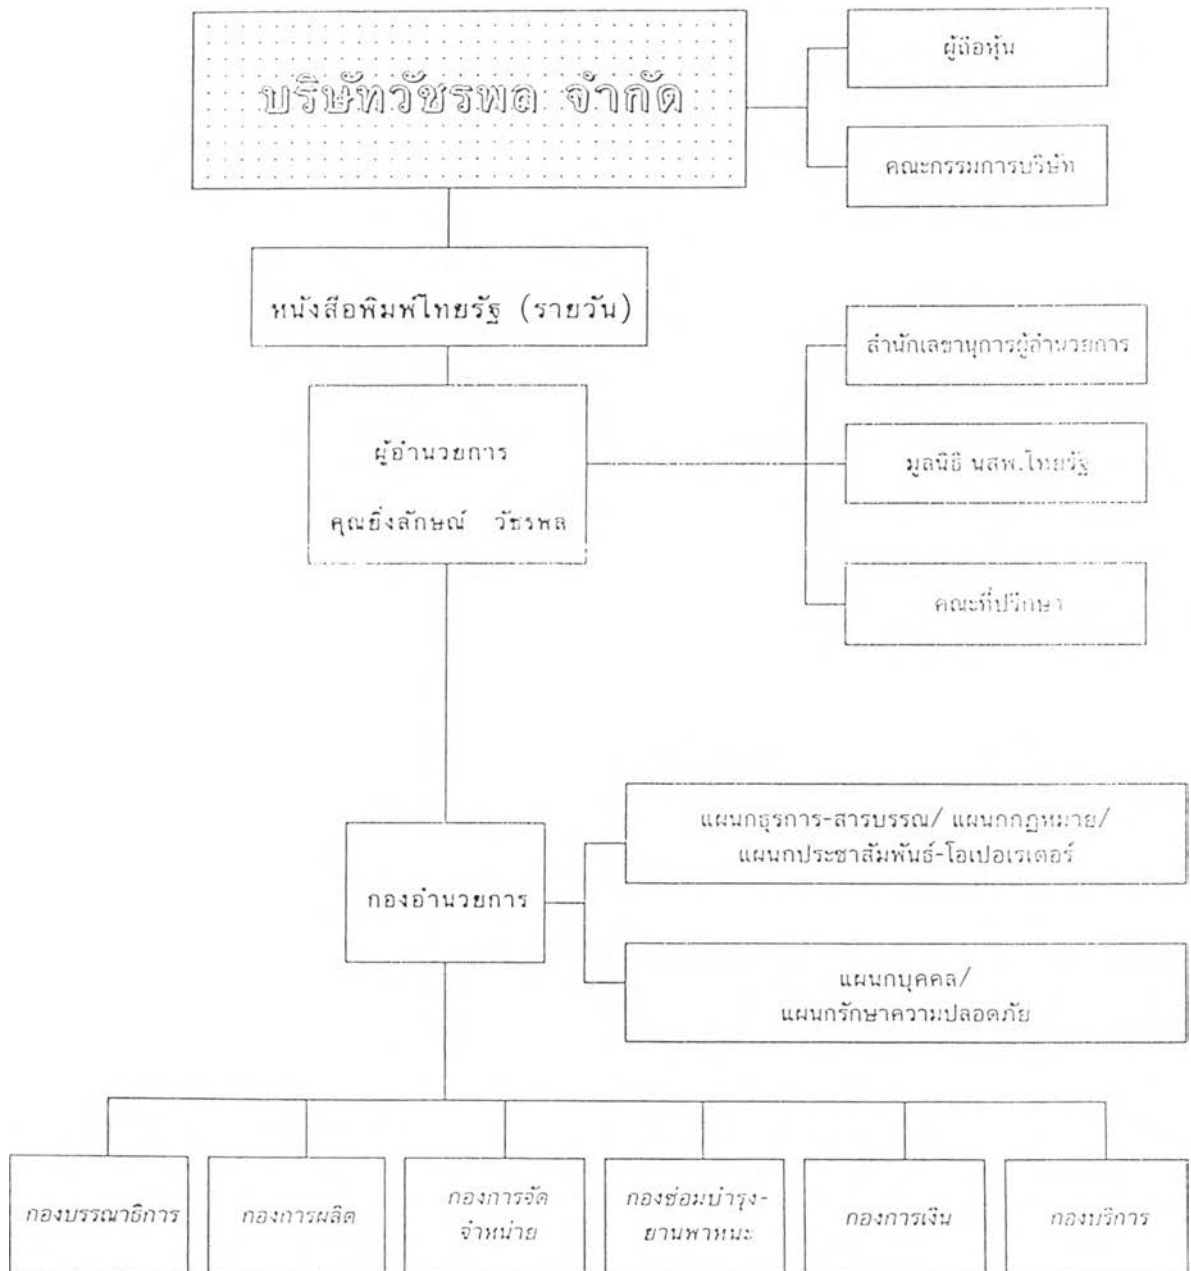 บริษัทวัชรพล จำกัด
ผู้ถือหุ้น
คณะกรรมการบริษัท
หนังสือพิมพ์ไทยรัฐ (รายวัน)
ผู้อำนวยการ
คุณยิ่งลักษณ์ วัชรพล
สำนักเลขานุการผู้อำนวยการ
มูลนิธิ นสพ.ไทยรัฐ
คณะที่ปรึกษา
กองอำนวยการ
แผนกธุรการ-สารบรรณ/ แผนกกฎหมาย/
แผนกประชาสัมพันธ์-โอเปอเรเตอร์
แผนกบุคคล/
แผนกรักษาความปลอดภัย
กองบรรณาธิการ
กองการผลิต
กองการจัด
จำหน่าย
กองซ่อมบำรุง-
ยานพาหนะ
กองการเงิน
กองบริการ